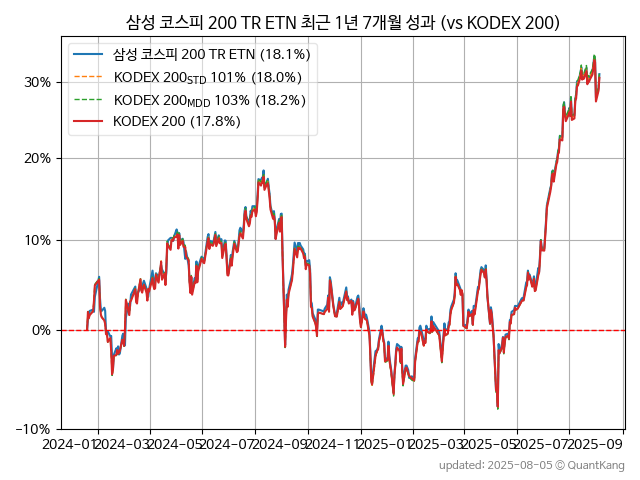 삼성 코스피 200 TR ETN 최근 1년 7개월 성과 (vs KODEX 200)
삼성 코스피 200 TR ETN (18.1%)
KODEX 200STD 101% (18.0%)
KODEX 200MDD 103% (18.2%)
KODEX 200 (17.8%)
30%
20%
10%
0%
−10%
2024-01 2024-03 2024-05 2024-07 2024-09 2024-11 2025-01 2025-03 2025-05 2025-07 2025-09
updated: 2025-08-05 © QuantKang